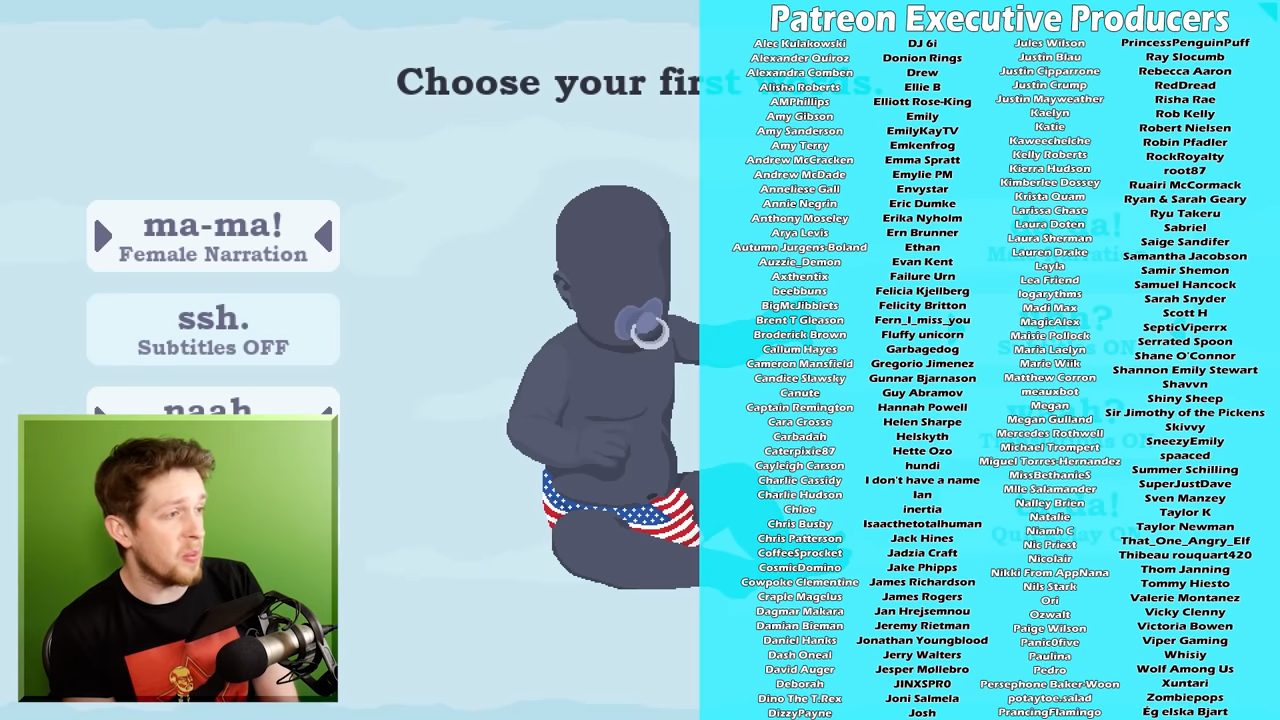 Patreon Executive Producers
Choose your first words.
ma-ma!
Female Narration
ssh.
Subtitles OFF
naah
Alec Kulakowski
Alexander Quiroz
Alexandra Comben
Alisha Roberts
AMPhillips
Amy Gibson
Amy Sanderson
Amy Terry
Andrew McCracken
Andrew McDade
Anneliese Gall
Annie Negrin
Anthony Moseley
Arya Levis
Autumn Jurgens-Boland
Auzzie_Demon
Axthentix
beebbuns
BigMcJibblets
Brent T Gleason
Broderick Brown
Callum Hayes
Cameron Mansfield
Candice Slawsky
Canute
Captain Remington
Cara Crosse
Carbadah
Caterpixie87
Cayleigh Carson
Charlie Cassidy
Charlie Hudson
Chloe
Chris Busby
Chris Patterson
CoffeeSprocket
CosmicDomino
Cowpoke Clementine
Craple Magelus
Dagmar Makara
Damian Bieman
Daniel Hanks
Dash Oneal
David Auger
Deborah
Dino The T.Rex
DizzyPayne
DJ 6i
Donion Rings
Drew
Ellie B
Elliott Rose-King
Emily
EmilyKayTV
Emkenfrog
Emma Spratt
Emylie PM
Envystar
Eric Dumke
Erika Nyholm
Ern Brunner
Ethan
Evan Kent
Failure Urn
Felicia Kjellberg
Felicity Britton
Fern_I_miss_you
Fluffy unicorn
Garbagedog
Gregorio Jimenez
Gunnar Bjarnason
Guy Abramov
Hannah Powell
Helen Sharpe
Helskyth
Hette Ozo
hundi
I don't have a name
Ian
inertia
Isaacthetotalhuman
Jack Hines
Jadzia Craft
Jake Phipps
James Richardson
James Rogers
Jan Hrejsemnou
Jeremy Rietman
Jonathan Youngblood
Jerry Walters
Jesper Møllebro
JINXSPR0
Joni Salmela
Josh
Jules Wilson
Justin Blau
Justin Cipparrone
Justin Crump
Justin Mayweather
Kaelyn
Katie
Kaweechelche
Kelly Roberts
Kierra Hudson
Kimberlee Dossey
Krista Quam
Larissa Chase
Laura Doten
Laura Sherman
Lauren Drake
Layla
Lea Friend
logarythms
Madi Max
MagicAlex
Maisie Pollock
Maria Laelyn
Marie Wiik
Matthew Corron
meauxbot
Megan
Megan Gulland
Mercedes Rothwell
Michael Trompert
Miguel Torres-Hernandez
MissBethanieS
Mlle Salamander
Nalley Brien
Natalie
Niamh C
Nic Priest
Nicolair
Nikki From AppNana
Nils Stark
Ori
Ozwalt
Paige Wilson
Panic0five
Paulina
Pedro
Persephone Baker-Woon
potaytoe.salad
PrancingFlamingo
PrincessPenguinPuff
Ray Slocumb
Rebecca Aaron
RedDread
Risha Rae
Rob Kelly
Robert Nielsen
Robin Pfadler
RockRoyalty
root87
Ruairi McCormack
Ryan & Sarah Geary
Ryu Takeru
Sabriel
Saige Sandifer
Samantha Jacobson
Samir Shemon
Samuel Hancock
Sarah Snyder
Scott H
SepticViperrx
Serrated Spoon
Shane O'Connor
Shannon Emily Stewart
Shavvn
Shiny Sheep
Sir Jimothy of the Pickens
Skivvy
SneezyEmily
spaaced
Summer Schilling
SuperJustDave
Sven Manzey
Taylor K
Taylor Newman
That_One_Angry_Elf
Thibeau rouquart420
Thom Janning
Tommy Hiesto
Valerie Montanez
Vicky Clenny
Victoria Bowen
Viper Gaming
Whisiy
Wolf Among Us
Xuntari
Zombiepops
Ég elska Bjart